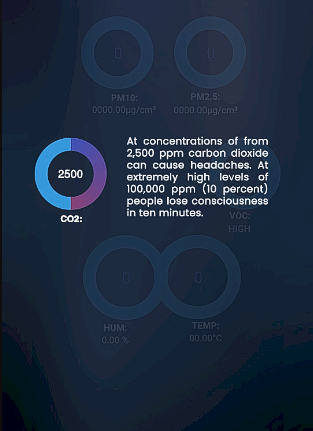 0
0
PM10:
PM2.5:
0000.00µg/cm³
0000.00µg/cm³
At concentrations of from
2,500 ppm carbon dioxide
can cause headaches. At
extremely high levels of
100,000 ppm (10 percent)
people lose consciousness
in ten minutes.
2500
CO2:
VOC:
HIGH
0
0
HUM:
TEMP:
0.00 %
00.00°C